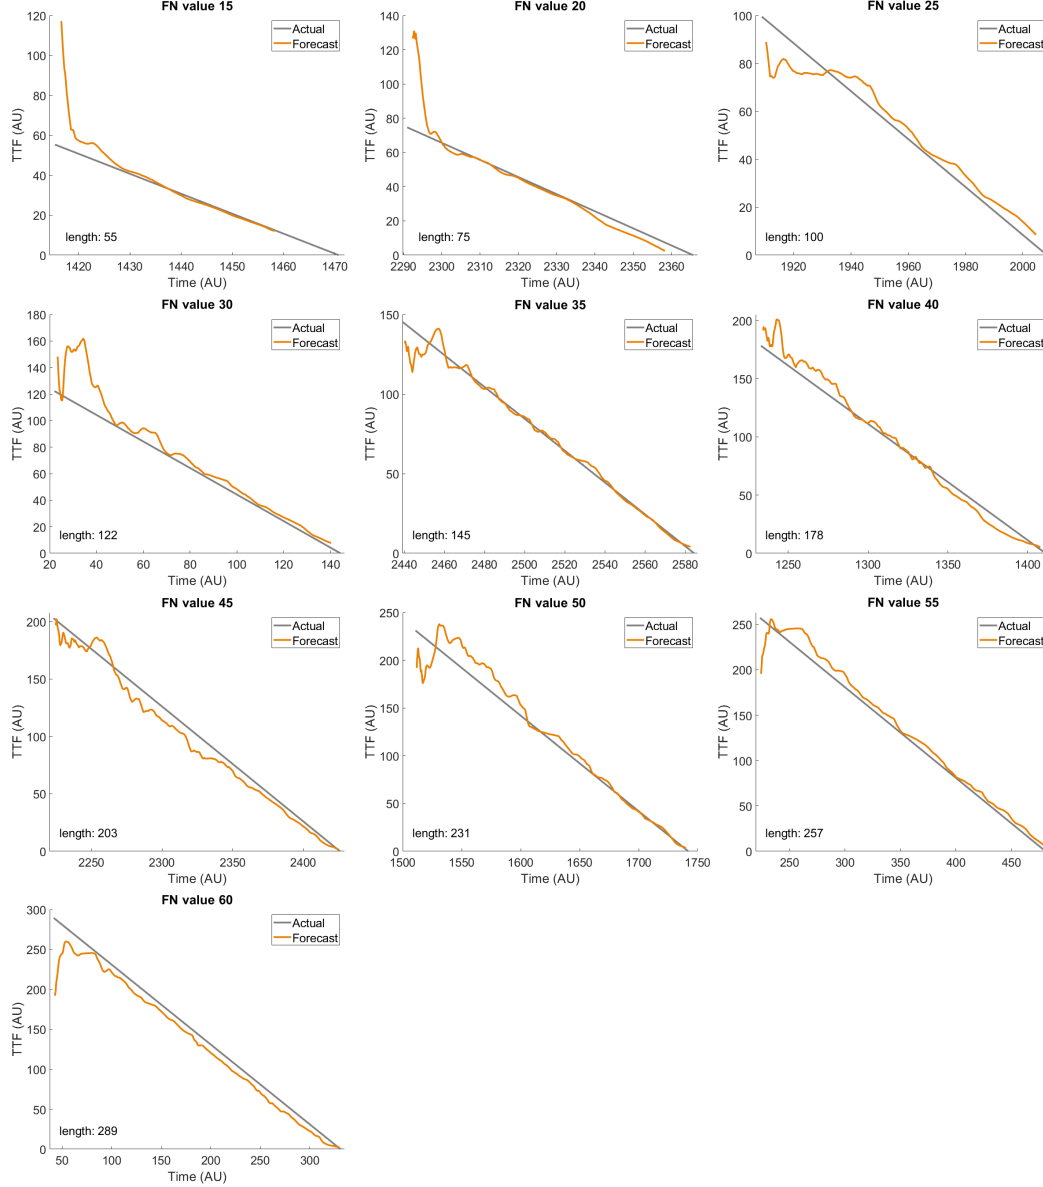 FN value 15
120
100
80
60
40
20
0
TTF (AU)
Actual
Forecast
length: 55
1420 1430 1440 1450 1460 1470
Time (AU)
FN value 20
140
120
100
80
60
40
20
0
TTF (AU)
Actual
Forecast
length: 75
2290 2300 2310 2320 2330 2340 2350 2360
Time (AU)
FN value 25
100
80
60
40
20
0
TTF (AU)
Actual
Forecast
length: 100
1920 1940 1960 1980 2000
Time (AU)
FN value 30
180
160
140
120
100
80
60
40
20
0
TTF (AU)
Actual
Forecast
length: 122
20 40 60 80 100 120 140
Time (AU)
FN value 35
150
100
50
0
TTF (AU)
Actual
Forecast
length: 145
2440 2460 2480 2500 2520 2540 2560 2580
Time (AU)
FN value 40
200
150
100
50
0
TTF (AU)
Actual
Forecast
length: 178
1250 1300 1350 1400
Time (AU)
FN value 45
200
150
100
50
0
TTF (AU)
Actual
Forecast
length: 203
2250 2300 2350 2400
Time (AU)
FN value 50
250
200
150
100
50
0
TTF (AU)
Actual
Forecast
length: 231
1500 1550 1600 1650 1700 1750
Time (AU)
FN value 55
250
200
150
100
50
0
TTF (AU)
Actual
Forecast
length: 257
250 300 350 400 450
Time (AU)
FN value 60
300
250
200
150
100
50
0
TTF (AU)
Actual
Forecast
length: 289
50 100 150 200 250 300
Time (AU)